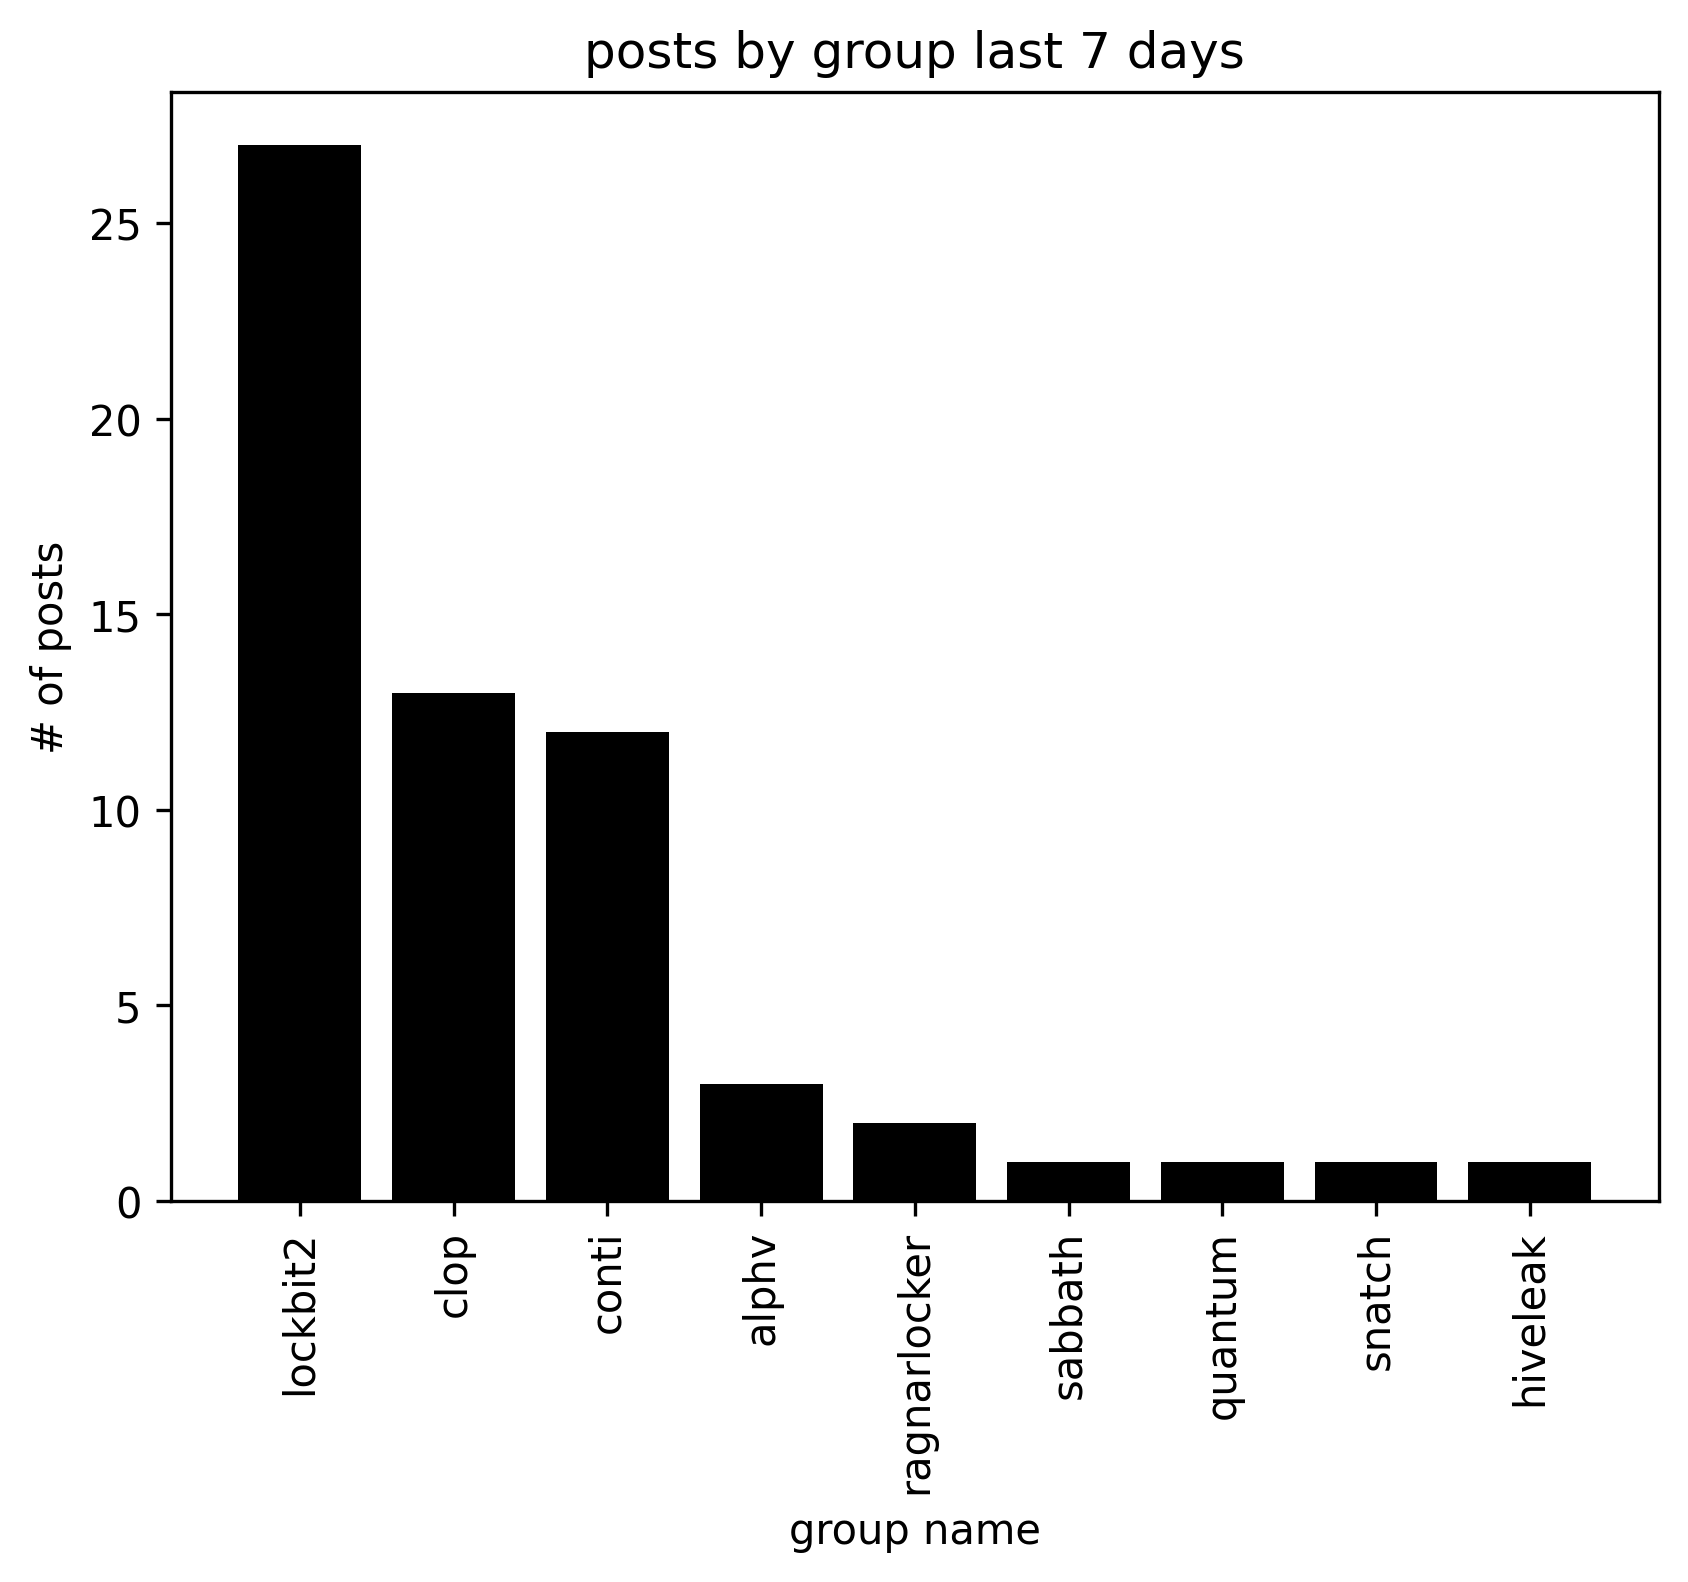 posts by group last 7 days
# of posts
25
20
15
10
5
0
lockbit2
clop
conti
alphv
ragnarlocker
sabbath
quantum
snatch
hiveleak
group name